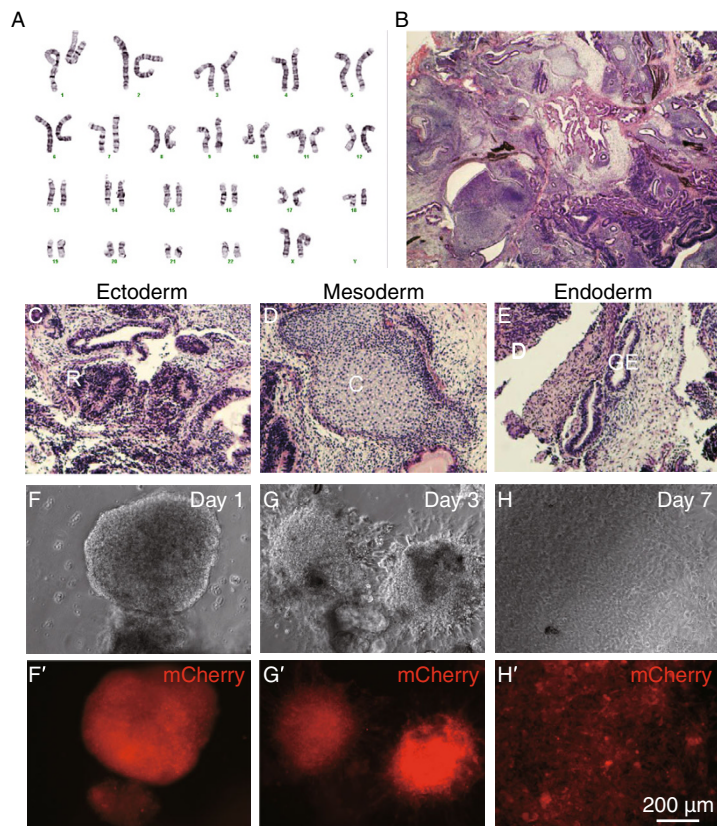 A
B
1 2 3 4 5
6 7 8 9 10 11 12
13 14 15 16 17 18
19 20 21 22 X Y
Ectoderm Mesoderm Endoderm
C D E
R C D GE
F Day 1 G Day 3 H Day 7
F′ mCherry G′ mCherry H′ mCherry
200 µm